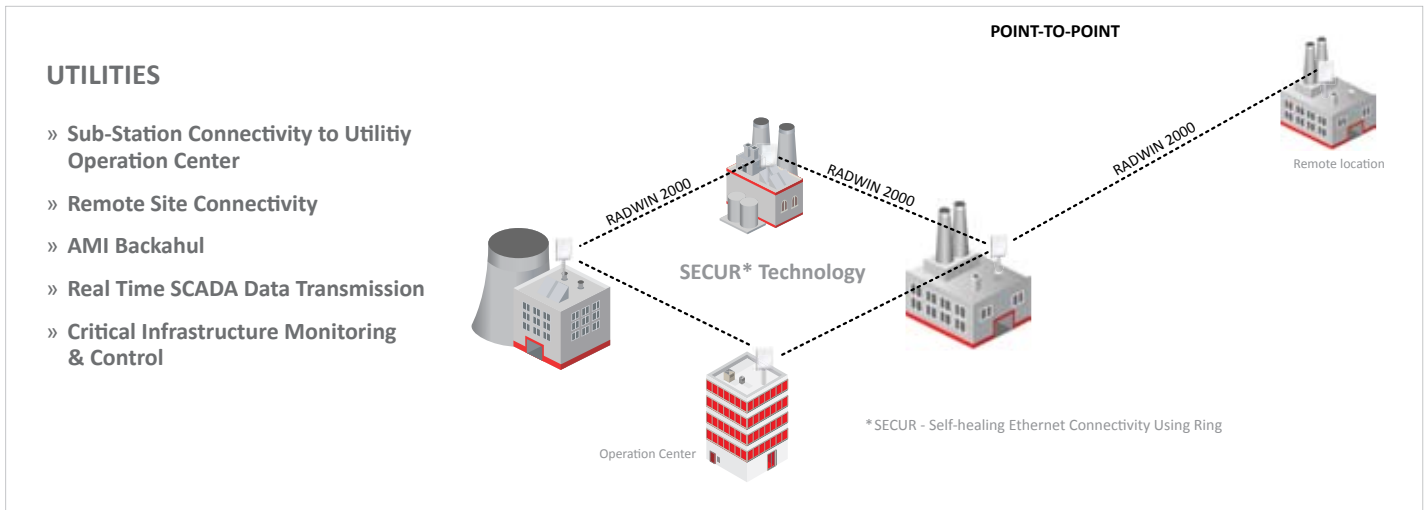 POINT-TO-POINT
UTILITIES
» Sub-Station Connectivity to Utilitiy
Operation Center
» Remote Site Connectivity
» AMI Backahul
» Real Time SCADA Data Transmission
» Critical Infrastructure Monitoring
& Control
RADWIN 2000
RADWIN 2000
RADWIN 2000
Remote location
SECUR* Technology
Operation Center
*SECUR - Self-healing Ethernet Connectivity Using Ring